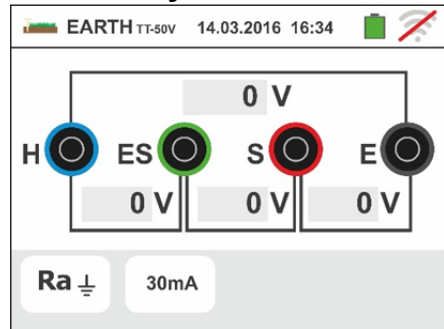 EARTH TT-50V 14.03.2016 16:34
0 V
H ES S E
0 V 0 V 0 V
Ra 30mA